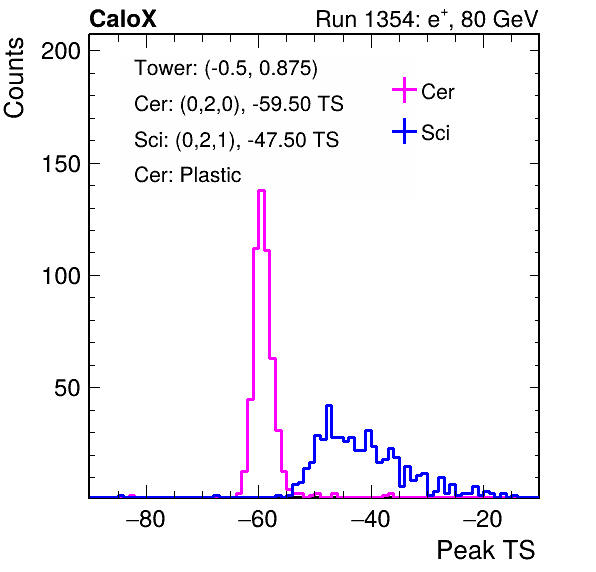 CaloX Run 1354: e+, 80 GeV
Counts
200
150
100
50
Tower: (-0.5, 0.875)
Cer: (0,2,0), -59.50 TS
Sci: (0,2,1), -47.50 TS
Cer: Plastic
Cer
Sci
−80 −60 −40 −20
Peak TS